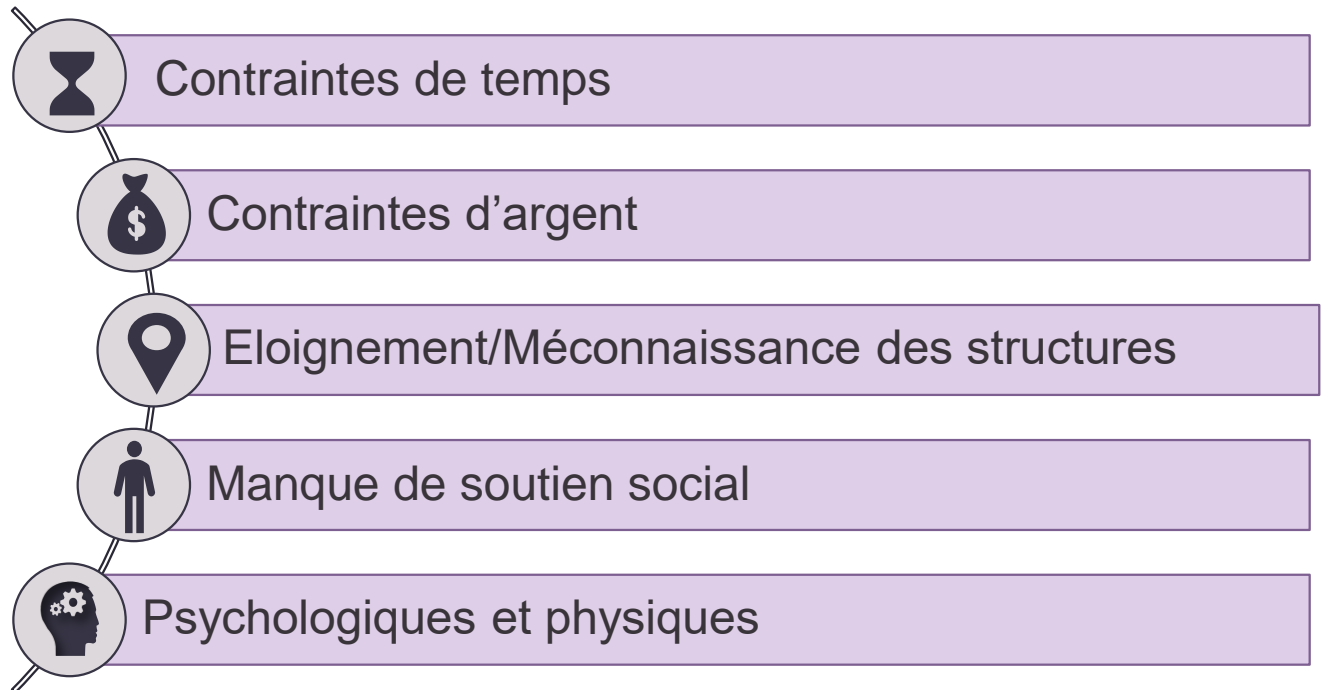 Contraintes de temps
$
Contraintes d’argent
Eloignement/Méconnaissance des structures
Manque de soutien social
Psychologiques et physiques